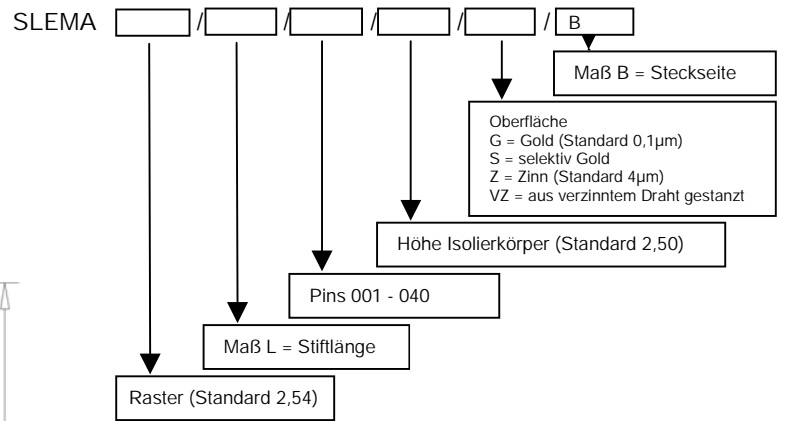 SLEMA / / / / / B
Maß B = Steckseite
Oberfläche
G = Gold (Standard 0,1µm)
S = selektiv Gold
Z = Zinn (Standard 4µm)
VZ = aus verzinntem Draht gestanzt
Höhe Isolierkörper (Standard 2,50)
Pins 001 - 040
Maß L = Stiftlänge
Raster (Standard 2,54)